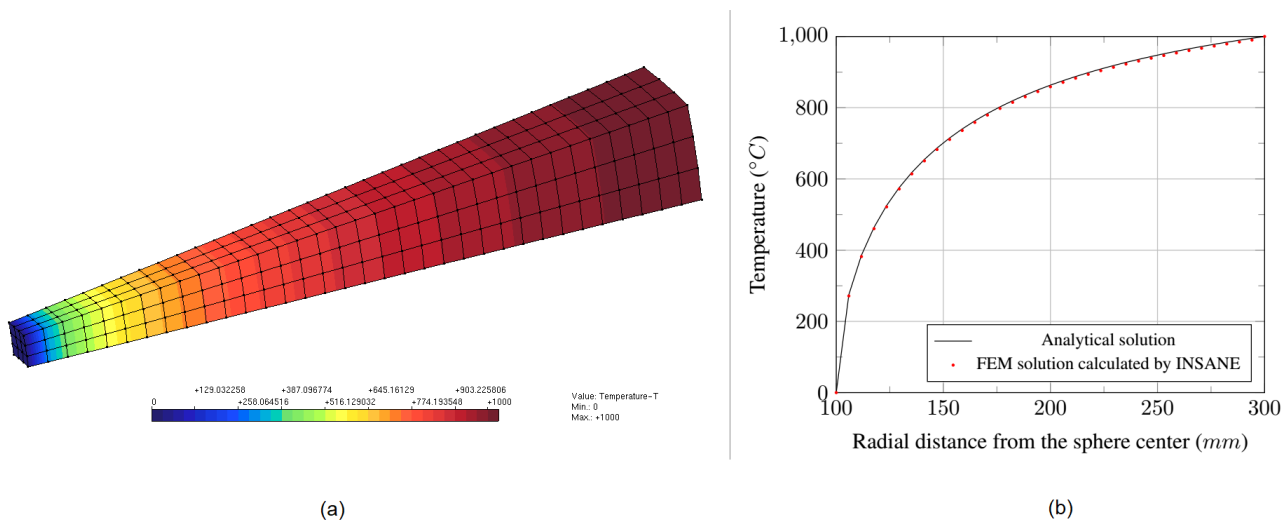 +129.032258 +387.096774 +645.16129 +903.225806
0 +258.064516 +516.129032 +774.193548 +1000
Value: Temperature-T
Min.: 0
Max.: +1000
(a)
1,000
800
600
400
200
0
Temperature (°C)
Analytical solution
FEM solution calculated by INSANE
100 150 200 250 300
Radial distance from the sphere center (mm)
(b)